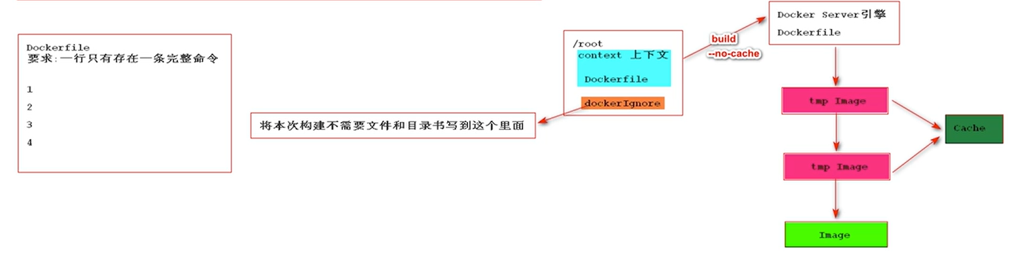 Dockerfile
要求:一行只有存在一条完整命令
1
2
3
4
将本次构建不需要文件和目录书写到这个里面
/root
context 上下文
Dockerfile
dockerIgnore
build
--no-cache
Docker Server引擎
Dockerfile
tmp Image
tmp Image
Cache
Image